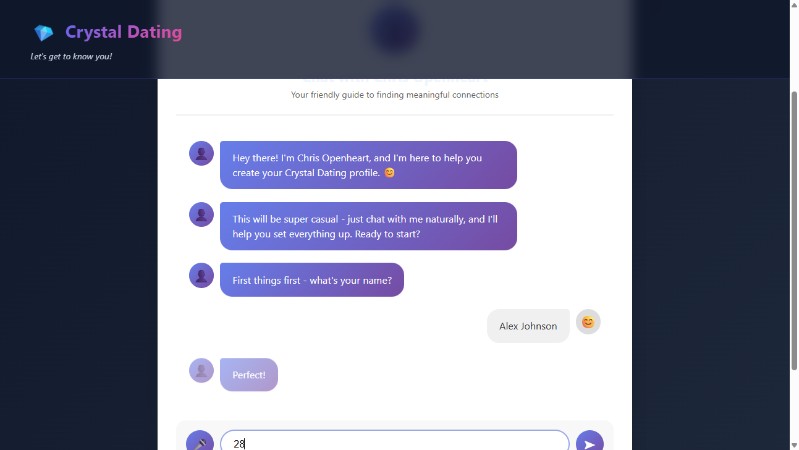 Crystal Dating
Let's get to know you!
Your friendly guide to finding meaningful connections
Hey there! I'm Chris Openheart, and I'm here to help you
create your Crystal Dating profile. 😊
This will be super casual - just chat with me naturally, and I'll
help you set everything up. Ready to start?
First things first - what's your name?
Alex Johnson
Perfect!
28